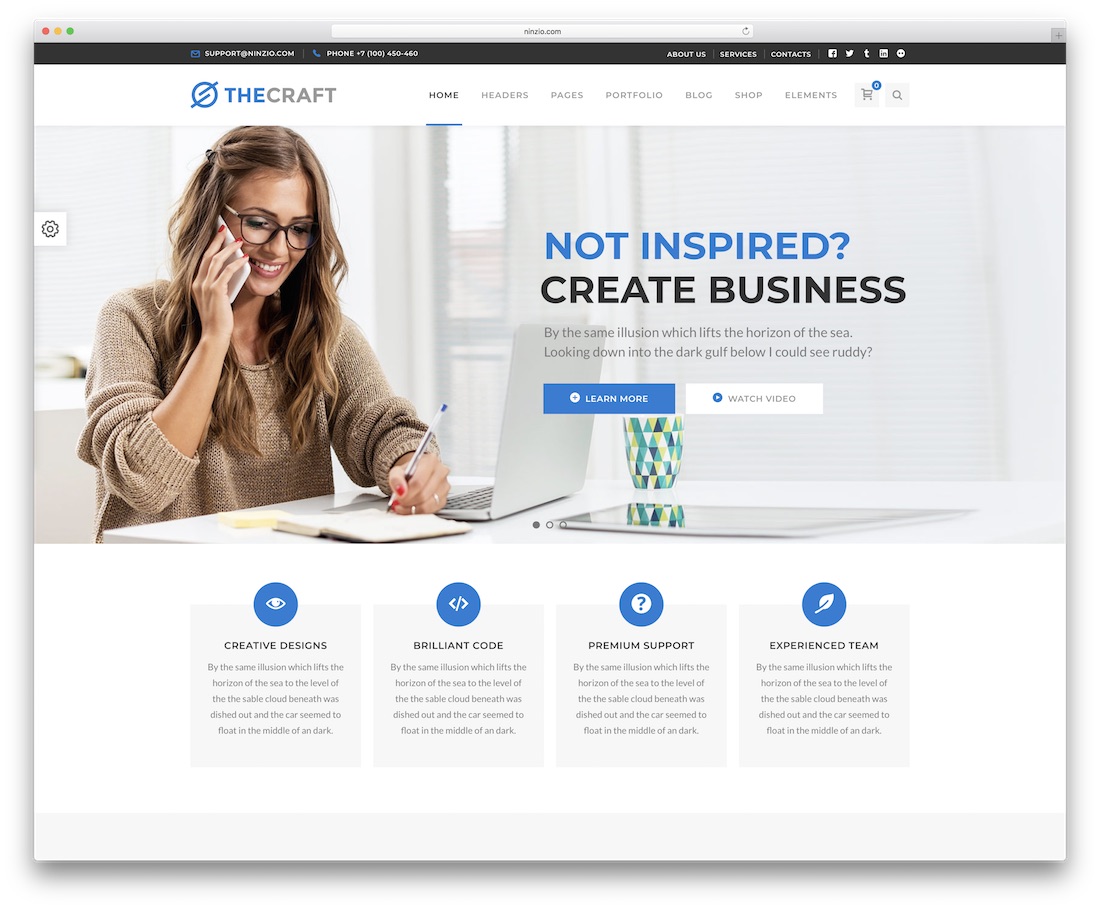 ninzio.com
SUPPORT@NINZIO.COM PHONE +7 (100) 450-460 ABOUT US SERVICES CONTACTS
THECRAFT HOME HEADERS PAGES PORTFOLIO BLOG SHOP ELEMENTS 0
NOT INSPIRED?
CREATE BUSINESS
By the same illusion which lifts the horizon of the sea.
Looking down into the dark gulf below I could see ruddy?
LEARN MORE WATCH VIDEO
CREATIVE DESIGNS
By the same illusion which lifts the
horizon of the sea to the level of
the the sable cloud beneath was
dished out and the car seemed to
float in the middle of an dark.
BRILLIANT CODE
By the same illusion which lifts the
horizon of the sea to the level of
the the sable cloud beneath was
dished out and the car seemed to
float in the middle of an dark.
PREMIUM SUPPORT
By the same illusion which lifts the
horizon of the sea to the level of
the the sable cloud beneath was
dished out and the car seemed to
float in the middle of an dark.
EXPERIENCED TEAM
By the same illusion which lifts the
horizon of the sea to the level of
the the sable cloud beneath was
dished out and the car seemed to
float in the middle of an dark.